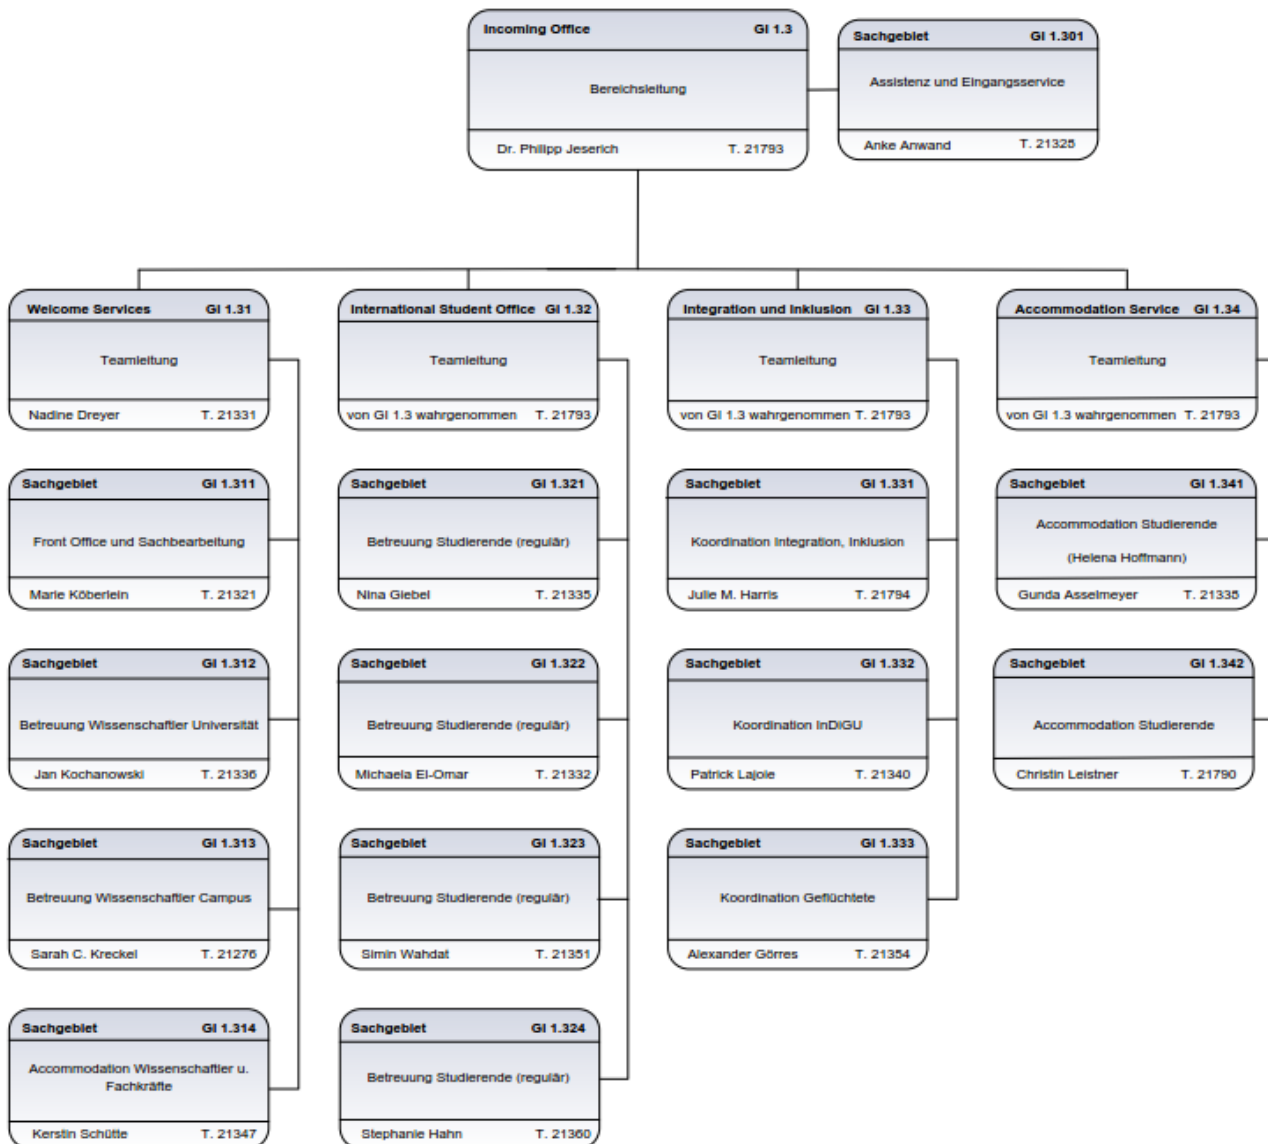 Incoming Office GI 1.3
Bereichsleitung
Dr. Philipp Jeserich T. 21793
Sachgebiet GI 1.301
Assistenz und Eingangsservice
Anke Anwand T. 21328
Welcome Services GI 1.31
Teamleitung
Nadine Dreyer T. 21331
Sachgebiet GI 1.311
Front Office und Sachbearbeitung
Marie Köberlein T. 21321
Sachgebiet GI 1.312
Betreuung Wissenschaftler Universität
Jan Kochanowski T. 21336
Sachgebiet GI 1.313
Betreuung Wissenschaftler Campus
Sarah C. Kreckel T. 21276
Sachgebiet GI 1.314
Accommodation Wissenschaftler u.
Fachkräfte
Kerstin Schütte T. 21347
International Student Office GI 1.32
Teamleitung
von GI 1.3 wahrgenommen T. 21793
Sachgebiet GI 1.321
Betreuung Studierende (regulär)
Nina Giebel T. 21335
Sachgebiet GI 1.322
Betreuung Studierende (regulär)
Michaela El-Omar T. 21332
Sachgebiet GI 1.323
Betreuung Studierende (regulär)
Simin Wahdat T. 21351
Sachgebiet GI 1.324
Betreuung Studierende (regulär)
Stephanie Hahn T. 21360
Integration und Inklusion GI 1.33
Teamleitung
von GI 1.3 wahrgenommen T. 21793
Sachgebiet GI 1.331
Koordination Integration, Inklusion
Julie M. Harris T. 21794
Sachgebiet GI 1.332
Koordination InDiGU
Patrick Lajoie T. 21340
Sachgebiet GI 1.333
Koordination Geflüchtete
Alexander Görres T. 21354
Accommodation Service GI 1.34
Teamleitung
von GI 1.3 wahrgenommen T. 21793
Sachgebiet GI 1.341
Accommodation Studierende
(Helena Hoffmann)
Gunda Asselmeyer T. 21338
Sachgebiet GI 1.342
Accommodation Studierende
Christin Leistner T. 21790